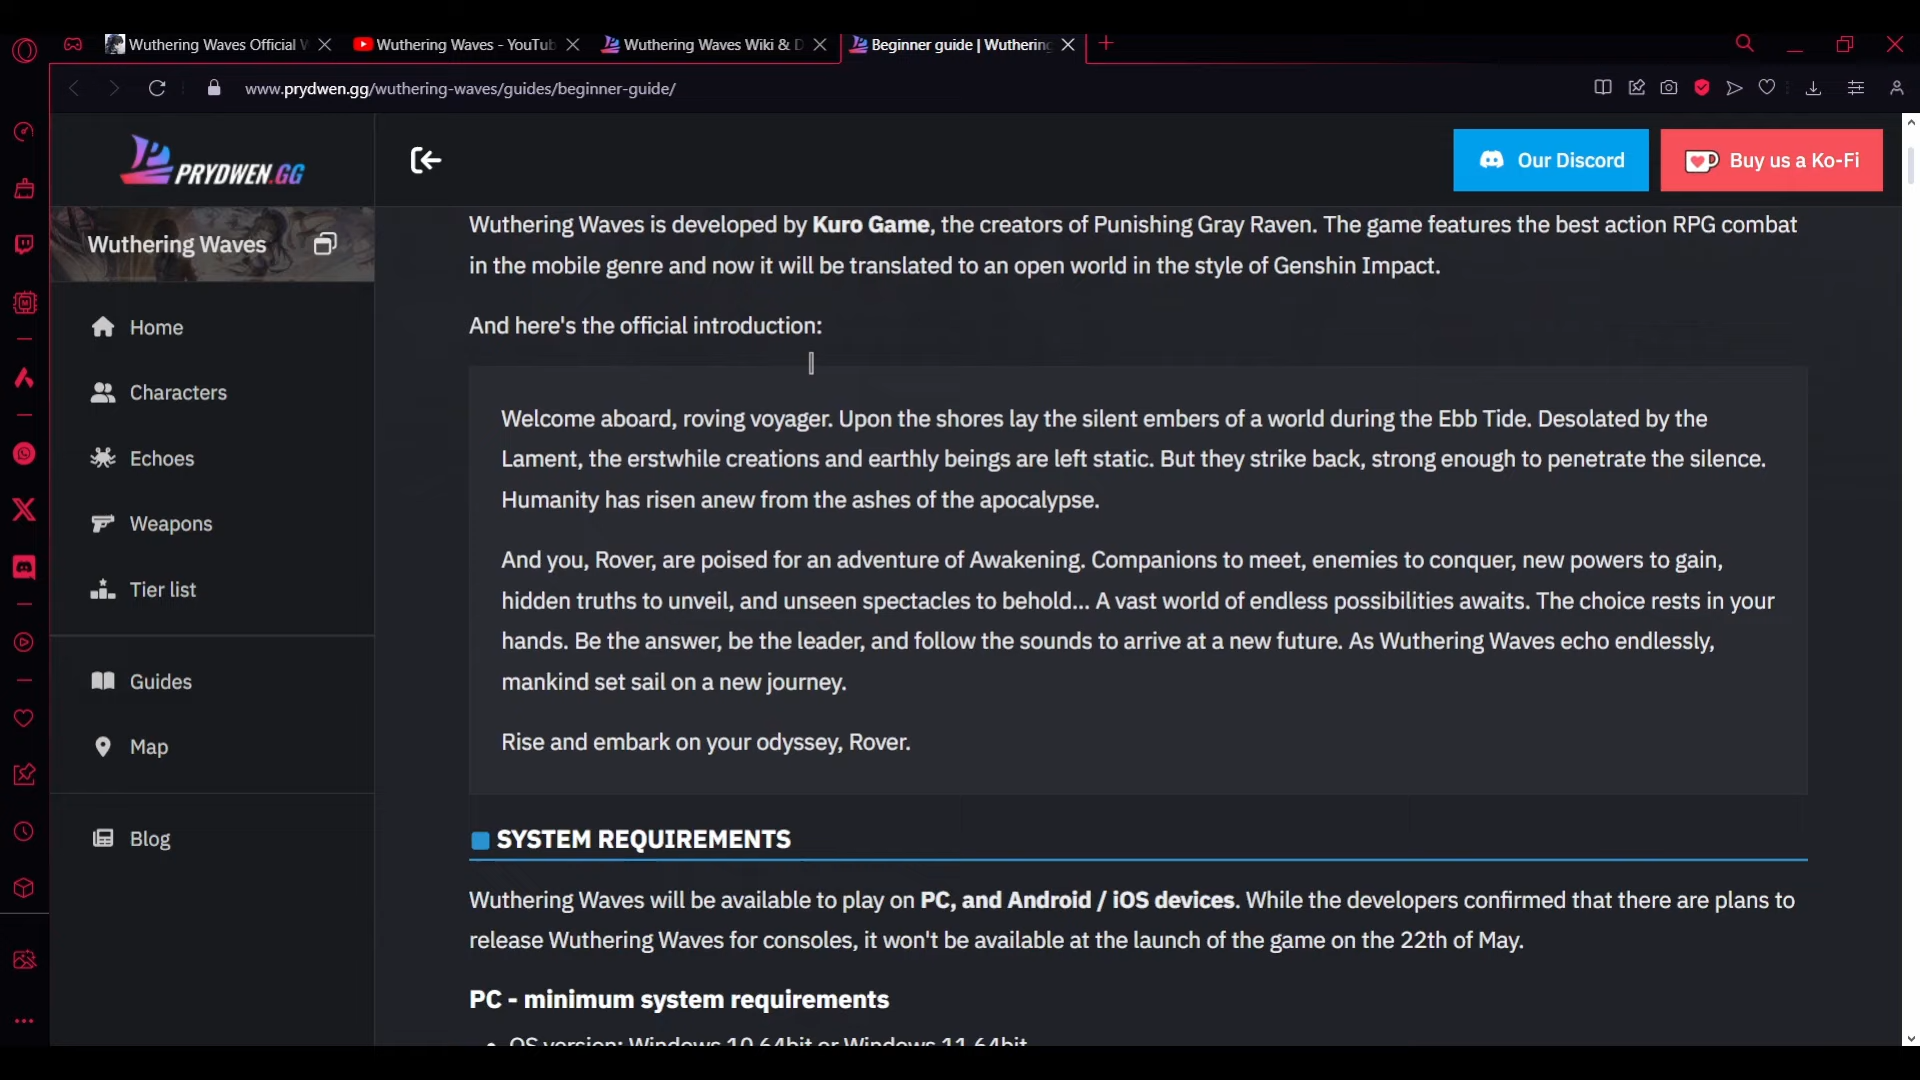 Wuthering Waves Official W
Wuthering Waves - YouTub
Wuthering Waves Wiki & D
Beginner guide | Wuthering
www.prydwen.gg/wuthering-waves/guides/beginner-guide/
PRYDWEN.GG
Our Discord
Buy us a Ko-Fi
Wuthering Waves
Home
Characters
Echoes
Weapons
Tier list
Guides
Map
Blog
Wuthering Waves is developed by Kuro Game, the creators of Punishing Gray Raven. The game features the best action RPG combat
in the mobile genre and now it will be translated to an open world in the style of Genshin Impact.
And here's the official introduction:
Welcome aboard, roving voyager. Upon the shores lay the silent embers of a world during the Ebb Tide. Desolated by the
Lament, the erstwhile creations and earthly beings are left static. But they strike back, strong enough to penetrate the silence.
Humanity has risen anew from the ashes of the apocalypse.
And you, Rover, are poised for an adventure of Awakening. Companions to meet, enemies to conquer, new powers to gain,
hidden truths to unveil, and unseen spectacles to behold... A vast world of endless possibilities awaits. The choice rests in your
hands. Be the answer, be the leader, and follow the sounds to arrive at a new future. As Wuthering Waves echo endlessly,
mankind set sail on a new journey.
Rise and embark on your odyssey, Rover.
SYSTEM REQUIREMENTS
Wuthering Waves will be available to play on PC, and Android / iOS devices. While the developers confirmed that there are plans to
release Wuthering Waves for consoles, it won't be available at the launch of the game on the 22th of May.
PC - minimum system requirements
OS version: Windows 10 64bit or Windows 11 64bit